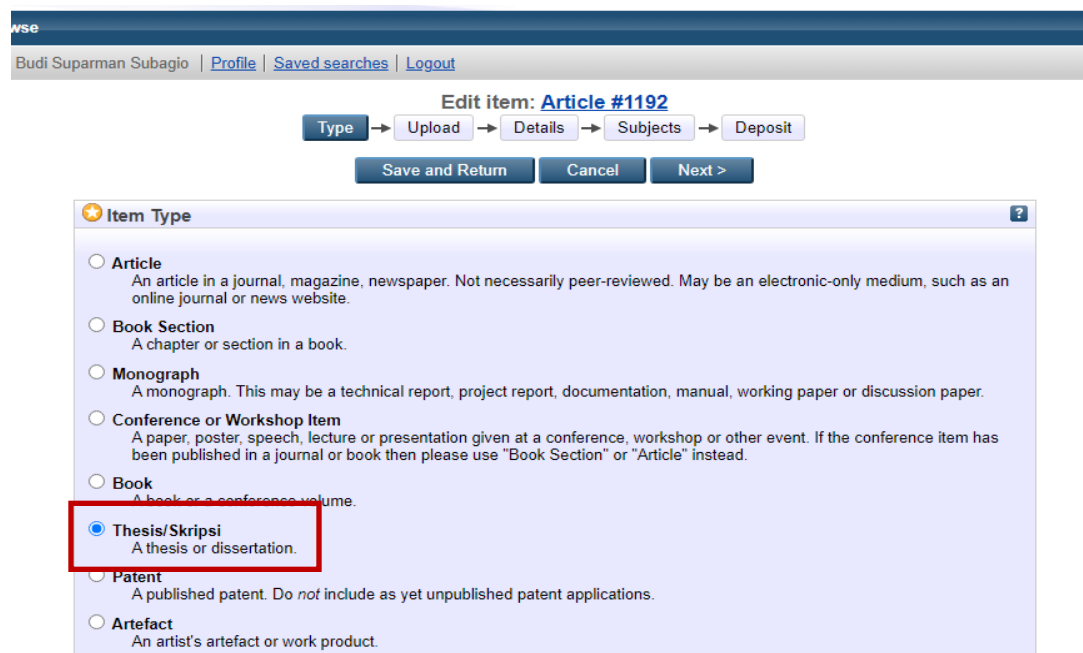 wse
Budi Suparman Subagio | Profile | Saved searches | Logout
Edit item: Article #1192
Type → Upload → Details → Subjects → Deposit
Save and Return Cancel Next >
Item Type ?
Article
An article in a journal, magazine, newspaper. Not necessarily peer-reviewed. May be an electronic-only medium, such as an
online journal or news website.
Book Section
A chapter or section in a book.
Monograph
A monograph. This may be a technical report, project report, documentation, manual, working paper or discussion paper.
Conference or Workshop Item
A paper, poster, speech, lecture or presentation given at a conference, workshop or other event. If the conference item has
been published in a journal or book then please use "Book Section" or "Article" instead.
Book
A book or a conference volume.
Thesis/Skripsi
A thesis or dissertation.
Patent
A published patent. Do not include as yet unpublished patent applications.
Artefact
An artist's artefact or work product.